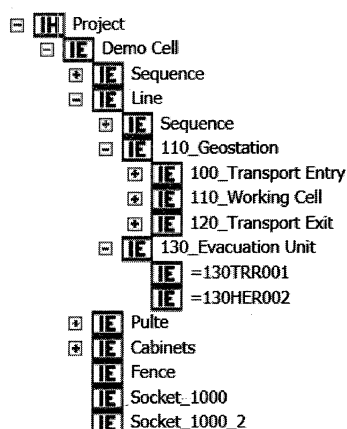 IH Project
IE Demo Cell
IE Sequence
IE Line
IE Sequence
IE 110_Geostation
IE 100_Transport Entry
IE 110_Working Cell
IE 120_Transport Exit
IE 130_Evacuation Unit
IE =130TRR001
IE =130HER002
IE Pulte
IE Cabinets
IE Fence
IE Socket_1000
IE Socket_1000_2